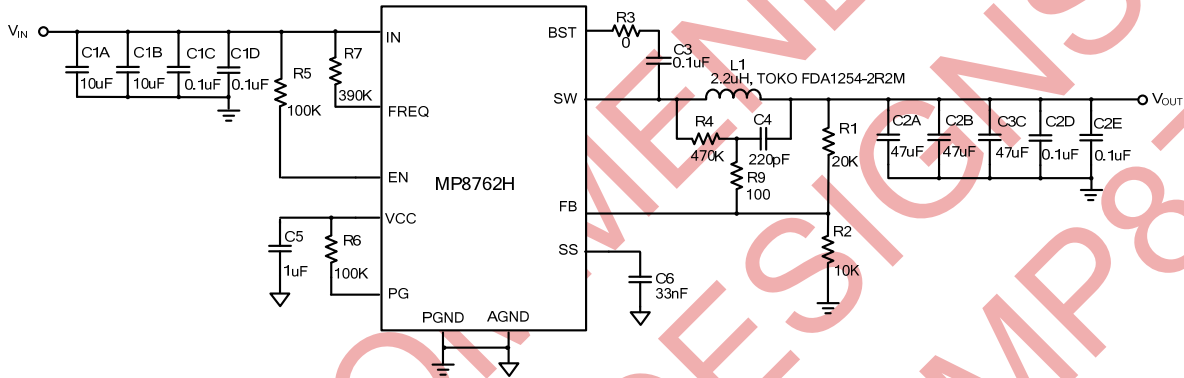 VIN
C1A
10uF
C1B
10uF
C1C
0.1uF
C1D
0.1uF
R5
100K
R7
390K
IN
FREQ
EN
VCC
PG
C5
1uF
R6
100K
MP8762H
PGND
AGND
BST
SW
FB
SS
R3
0
C3
0.1uF
L1
2.2uH, TOKO FDA1254-2R2M
R4
470K
C4
220pF
R9
100
R1
20K
R2
10K
C6
33nF
C2A
47uF
C2B
47uF
C3C
47uF
C2D
0.1uF
C2E
0.1uF
VOUT
OMMENDE
DESIGNS
MP87